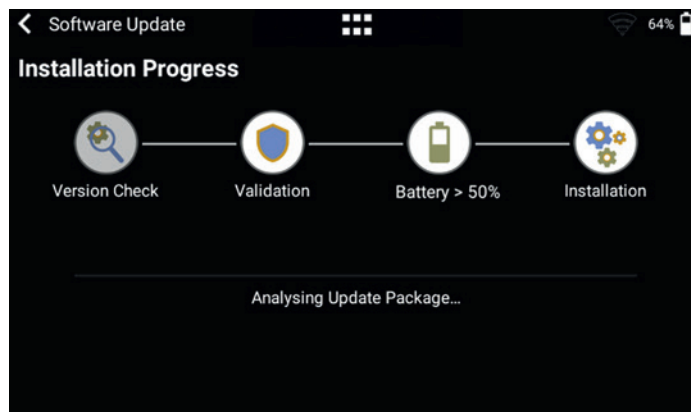 Software Update
64%
Installation Progress
Version Check
Validation
Battery > 50%
Installation
Analysing Update Package...